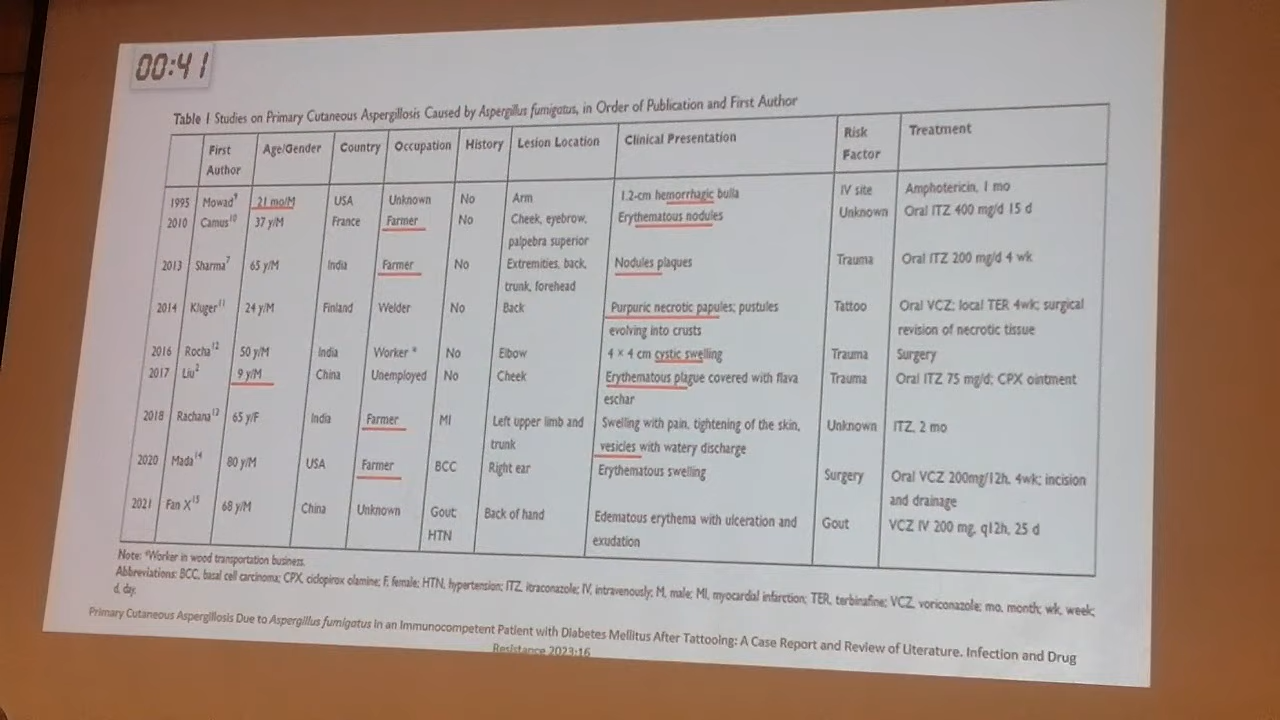 00:41
Table 1 Studies on Primary Cutaneous Aspergillosis Caused by Aspergillus fumigatus, in Order of Publication and First Author
First Author Age/Gender Country Occupation History Lesion Location Clinical Presentation Risk Factor Treatment
1995 Mowad9 21 mo/M USA Unknown No Arm 1.2-cm hemorrhagic bulla IV site Amphotericin, 1 mo
2010 Camus10 37 y/M France Farmer No Cheek, eyebrow, palpebra superior Erythematous nodules Unknown Oral ITZ 400 mg/d 15 d
2013 Sharma7 65 y/M India Farmer No Extremities, back, trunk, forehead Nodules plaques Trauma Oral ITZ 200 mg/d 4 wk
2014 Kluger11 24 y/M Finland Welder No Back Purpuric necrotic papules; pustules evolving into crusts Tattoo Oral VCZ; local TER 4wk; surgical revision of necrotic tissue
2016 Rocha12 50 y/M India Worker * No Elbow 4 × 4 cm cystic swelling Trauma Surgery
2017 Liu2 9 y/M China Unemployed No Cheek Erythematous plague covered with flava eschar Trauma Oral ITZ 75 mg/d; CPX ointment
2018 Rachana13 65 y/F India Farmer MI Left upper limb and trunk Swelling with pain, tightening of the skin, vesicles with watery discharge Unknown ITZ, 2 mo
2020 Mada14 80 y/M USA Farmer BCC Right ear Erythematous swelling Surgery Oral VCZ 200mg/12h, 4wk; incision and drainage
2021 Fan X15 68 y/M China Unknown Gout; HTN Back of hand Edematous erythema with ulceration and exudation Gout VCZ IV 200 mg, q12h, 25 d
Note: *Worker in wood transportation business.
Abbreviations: BCC, basal cell carcinoma; CPX, ciclopirox olamine; F, female; HTN, hypertension; ITZ, itraconazole; IV, intravenously; M, male; MI, myocardial infarction; TER, terbinafine; VCZ, voriconazole; mo, month; wk, week;
d, day.
Primary Cutaneous Aspergillosis Due to Aspergillus fumigatus in an Immunocompetent Patient with Diabetes Mellitus After Tattooing: A Case Report and Review of Literature. Infection and Drug
Resistance 2023:16